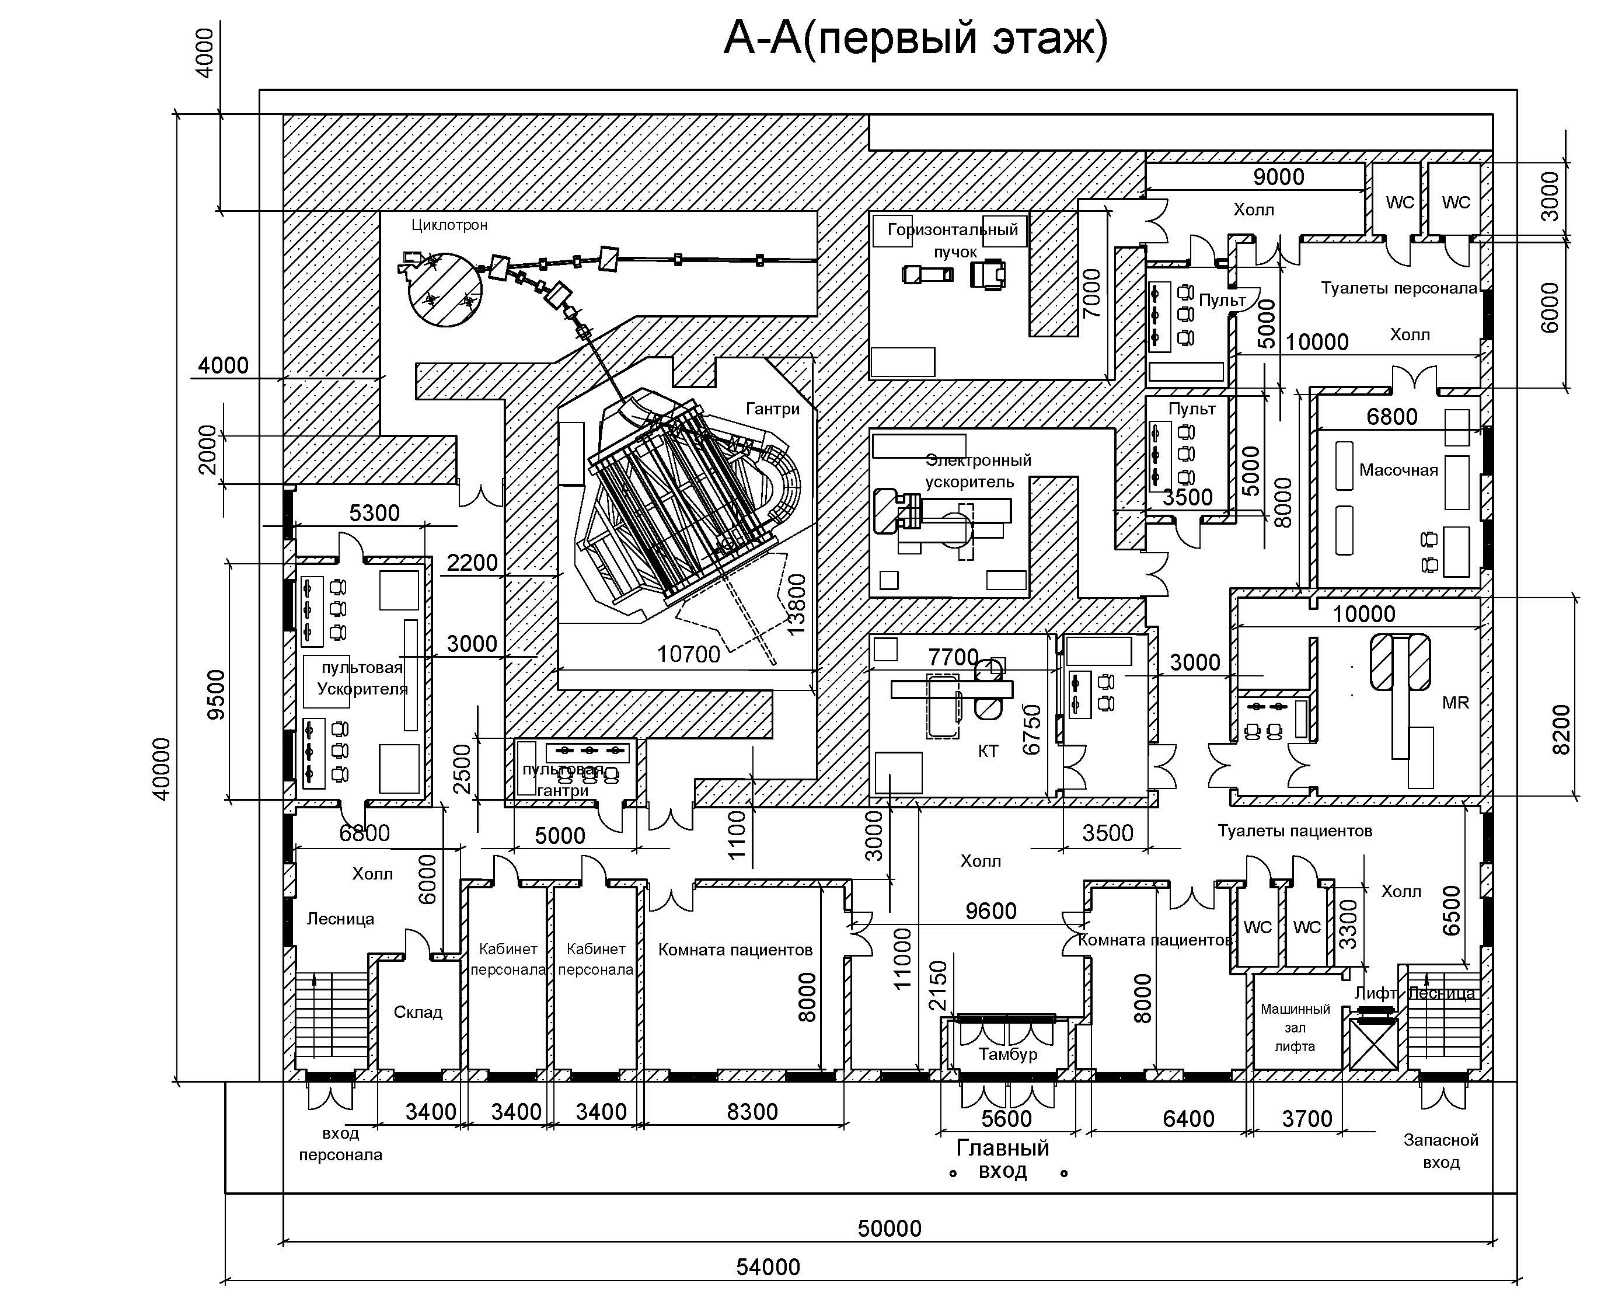 А-А(первый этаж)
4000
9000
3000
Холл
WC
WC
Циклотрон
Горизонтальный
пучок
7000
Пульт
5000
Туалеты персонала
Холл
10000
6000
4000
Гантри
Пульт
6800
2000
Электронный
ускоритель
3500
5000
8000
Масочная
5300
2200
13800
10000
3000
10700
7700
3000
9500
пультовая
Ускорителя
6750
КТ
MR
8200
40000
2500
пультовая
гантри
6800
5000
1100
3000
3500
Туалеты пациентов
Холл
6000
Холл
Холл
Лесница
9600
WC
WC
3300
6500
Кабинет
персонала
Кабинет
персонала
Комната пациентов
11000
Комната пациентов
2150
8000
8000
Склад
Машинный
зал
лифта
Лифт
Лесница
Тамбур
3400
3400
3400
8300
5600
6400
3700
вход
персонала
Главный
вход
Запасной
вход
50000
54000